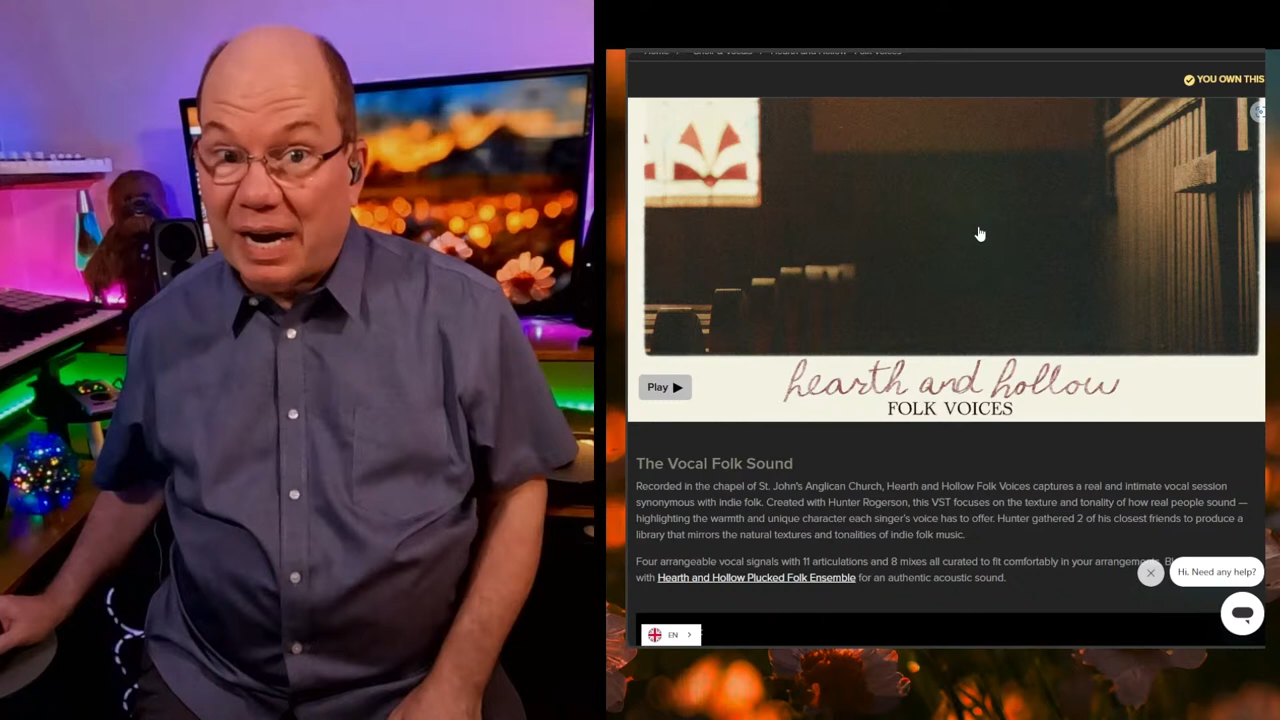 YOU OWN THIS
hearth and hollow
FOLK VOICES
Play
The Vocal Folk Sound
Recorded in the chapel of St. John's Anglican Church, Hearth and Hollow Folk Voices captures a real and intimate vocal session
synonymous with indie folk. Created with Hunter Rogerson, this VST focuses on the texture and tonality of how real people sound —
highlighting the warmth and unique character each singer's voice has to offer. Hunter gathered 2 of his closest friends to produce a
library that mirrors the natural textures and tonalities of indie folk music.
Four arrangeable vocal signals with 11 articulations and 8 mixes all curated to fit comfortably in your
with Hearth and Hollow Plucked Folk Ensemble for an authentic acoustic sound.
Hi. Need any help?
EN